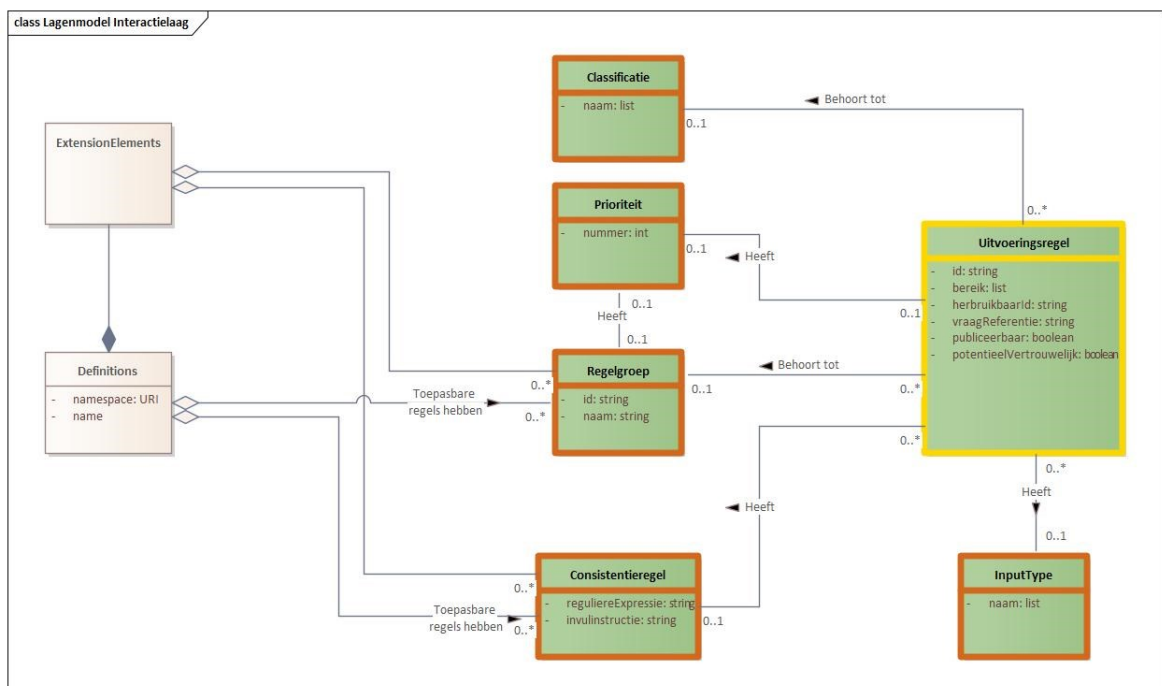 class Lagenmodel Interactielaag
Classificatie
- naam: list
Behoort tot
0..1
0..*
ExtensionElements
Prioriteit
- nummer: int
0..1
Heeft
0..1
Uitvoeringsregel
- id: string
- bereik: list
- herbruikbaarId: string
- vraagReferentie: string
- publiceerbaar: boolean
- potentieelVertrouwelijk: boolean
0..1
Heeft
0..1
Definitions
- namespace: URI
- name
Regelgroep
- id: string
- naam: string
0..*
Toepasbare
regels hebben
0..*
Behoort tot
0..1
0..*
0..*
Heeft
0..*
Heeft
0..1
Consistentieregel
- reguliereExpressie: string
- invulinstructie: string
0..*
Toepasbare
regels hebben
0..*
0..1
InputType
- naam: list